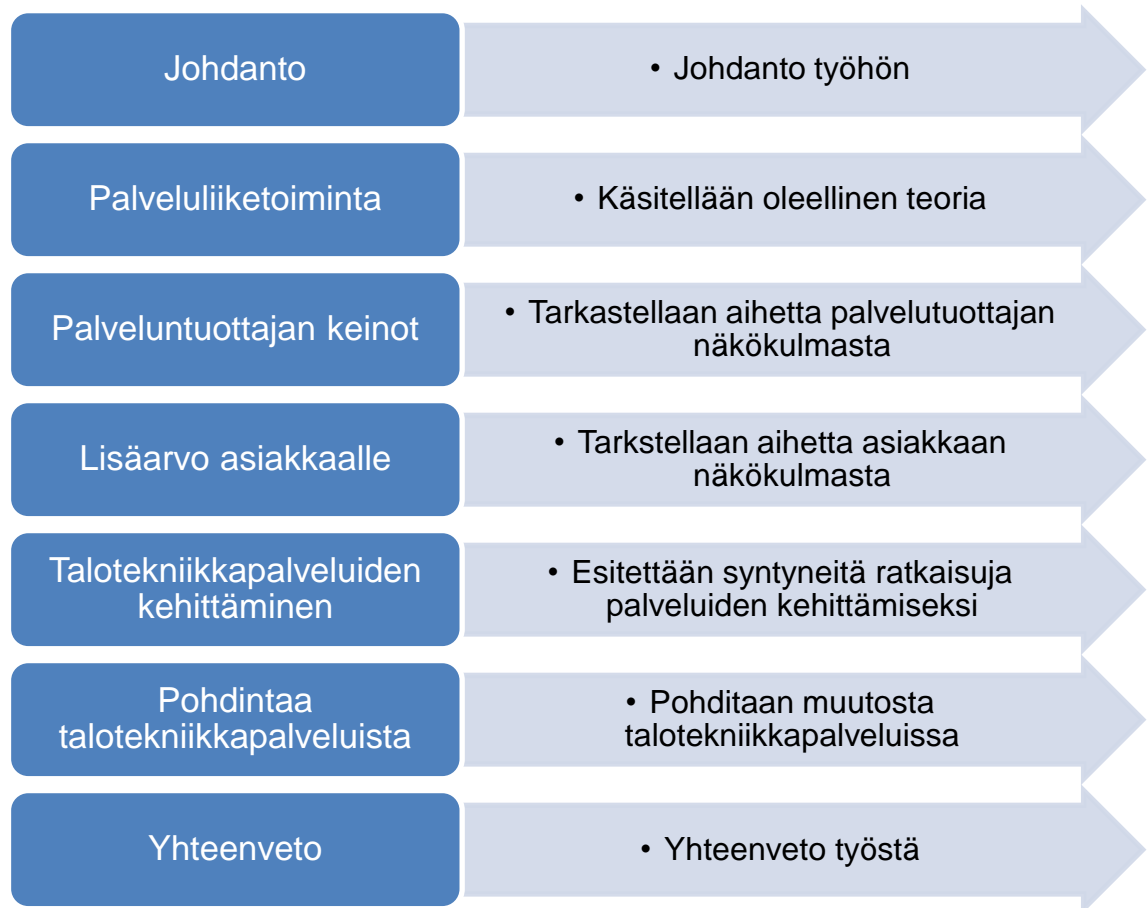 Johdanto
• Johdanto työhön
Palveluliiketoiminta
• Käsitellään oleellinen teoria
Palveluntuottajan keinot
• Tarkastellaan aihetta palvelutuottajan
näkökulmasta
Lisäarvo asiakkaalle
• Tarkstellaan aihetta asiakkaan
näkökulmasta
Talotekniikkapalveluiden
kehittäminen
• Esitettään syntyneitä ratkaisuja
palveluiden kehittämiseksi
Pohdintaa
talotekniikkapalveluista
• Pohditaan muutosta
talotekniikkapalveluissa
Yhteenveto
• Yhteenveto työstä